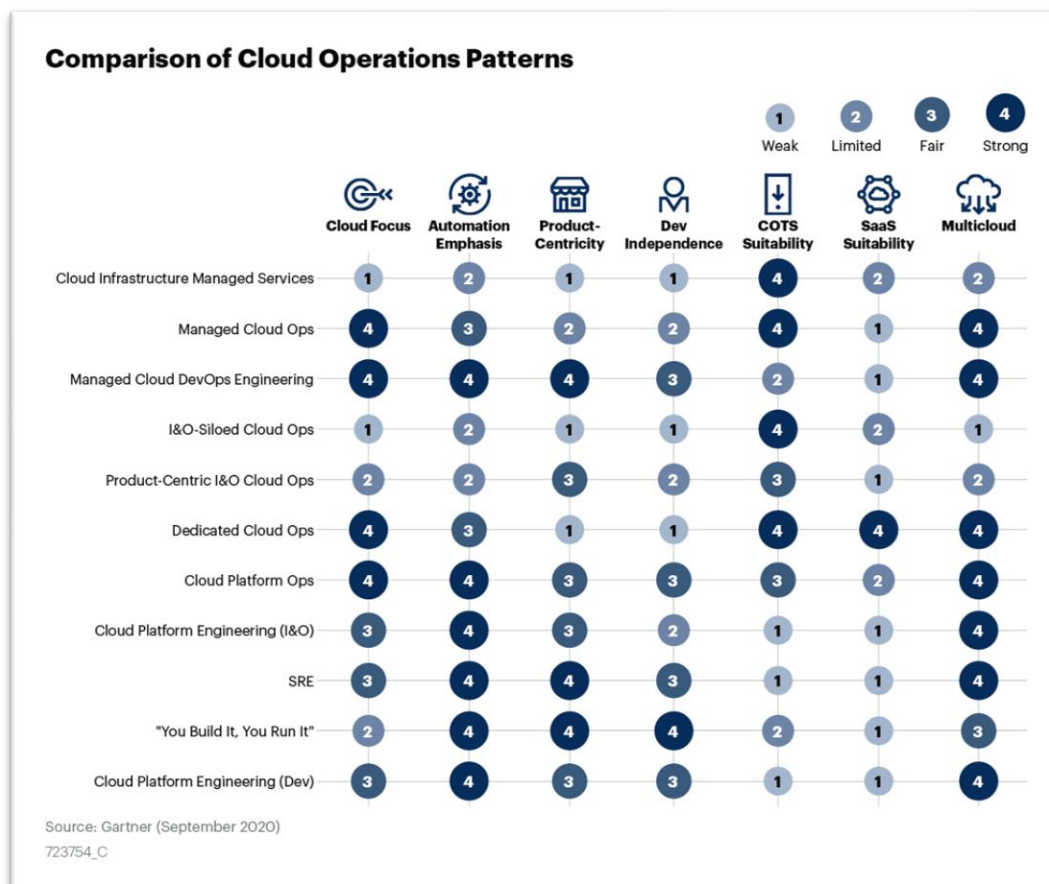 Comparison of Cloud Operations Patterns
1 2 3 4
Weak Limited Fair Strong
Cloud Focus Automation Emphasis Product-Centricity Dev Independence COTS Suitability SaaS Suitability Multicloud
Cloud Infrastructure Managed Services 1 2 1 1 4 2 2
Managed Cloud Ops 4 3 2 2 4 1 4
Managed Cloud DevOps Engineering 4 4 4 3 2 1 4
I&O-Siloed Cloud Ops 1 2 1 1 4 2 1
Product-Centric I&O Cloud Ops 2 2 3 2 3 1 2
Dedicated Cloud Ops 4 3 1 1 4 4 4
Cloud Platform Ops 4 4 3 3 3 2 4
Cloud Platform Engineering (I&O) 3 4 3 2 1 1 4
SRE 3 4 4 3 1 1 4
"You Build It, You Run It" 2 4 4 4 2 1 3
Cloud Platform Engineering (Dev) 3 4 3 3 1 1 4
Source: Gartner (September 2020)
723754_C